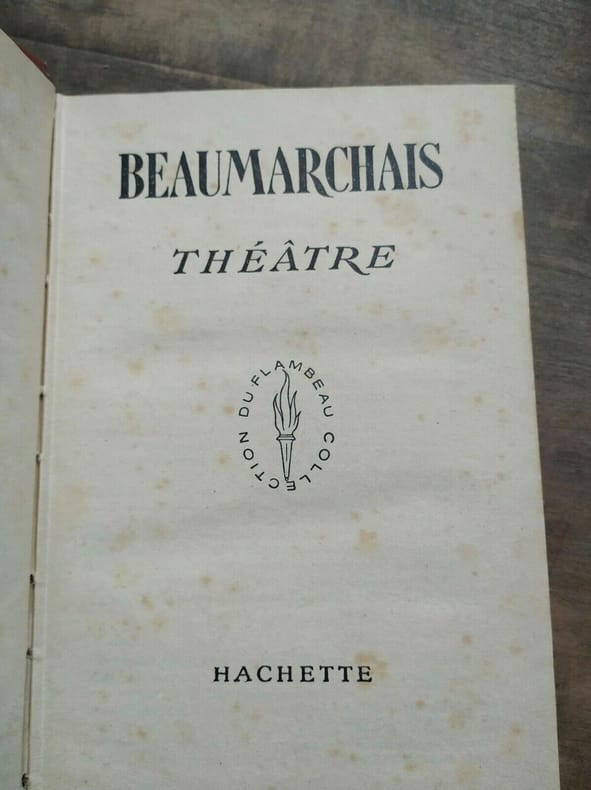 BEAUMARCHAIS
THÉÂTRE
COLLECTION DU FLAMBEAU
HACHETTE